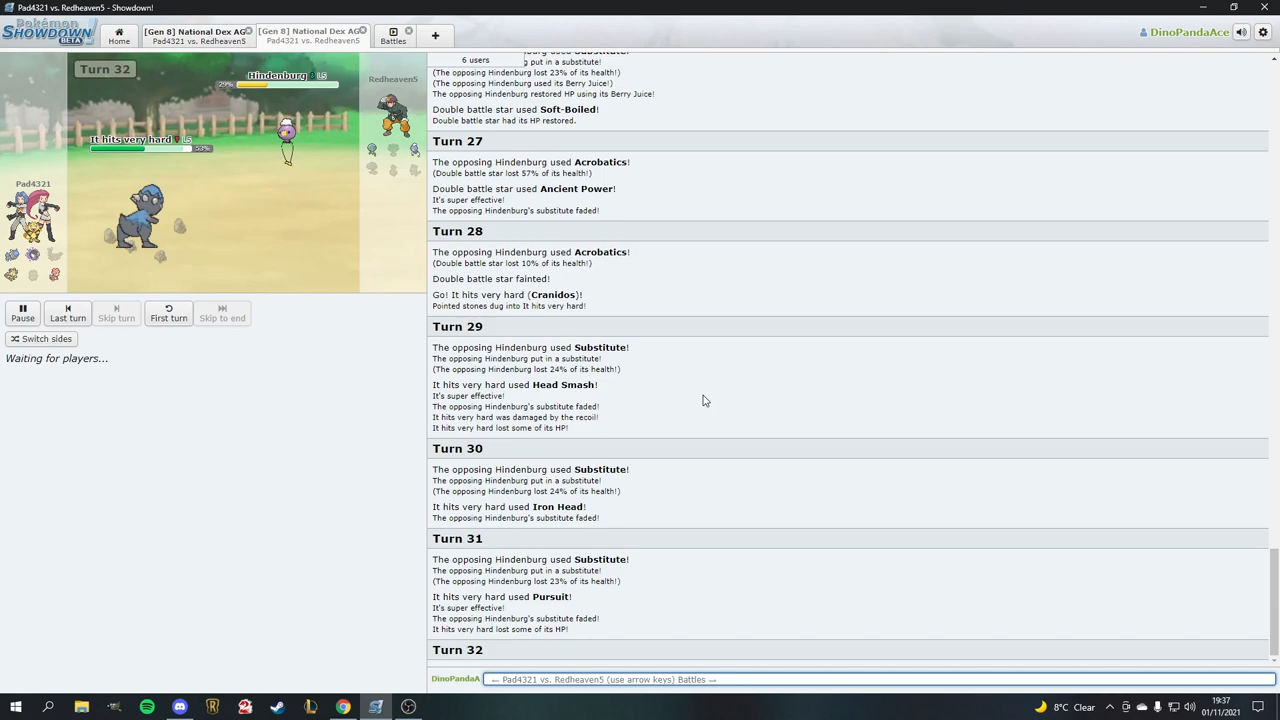 Pad4321 vs. Redheaven5 - Showdown!
Pokémon
SHOWDOWN
BETA
Home
[Gen 8] National Dex AG
Pad4321 vs. Redheaven5
[Gen 8] National Dex AG
Pad4321 vs. Redheaven5
Battles
DinoPandaAce
Turn 32
Hindenburg L5
29%
Redheaven5
It hits very hard L5
53%
Pad4321
Pause
Last turn
Skip turn
First turn
Skip to end
Switch sides
Waiting for players...
6 users
put in a substitute!
(The opposing Hindenburg lost 23% of its health!)
(The opposing Hindenburg used its Berry Juice!)
The opposing Hindenburg restored HP using its Berry Juice!
Double battle star used Soft-Boiled!
Double battle star had its HP restored.
Turn 27
The opposing Hindenburg used Acrobatics!
(Double battle star lost 57% of its health!)
Double battle star used Ancient Power!
It's super effective!
The opposing Hindenburg's substitute faded!
Turn 28
The opposing Hindenburg used Acrobatics!
(Double battle star lost 10% of its health!)
Double battle star fainted!
Go! It hits very hard (Cranidos)!
Pointed stones dug into It hits very hard!
Turn 29
The opposing Hindenburg used Substitute!
The opposing Hindenburg put in a substitute!
(The opposing Hindenburg lost 24% of its health!)
It hits very hard used Head Smash!
It's super effective!
The opposing Hindenburg's substitute faded!
It hits very hard was damaged by the recoil!
It hits very hard lost some of its HP!
Turn 30
The opposing Hindenburg used Substitute!
The opposing Hindenburg put in a substitute!
(The opposing Hindenburg lost 24% of its health!)
It hits very hard used Iron Head!
The opposing Hindenburg's substitute faded!
Turn 31
The opposing Hindenburg used Substitute!
The opposing Hindenburg put in a substitute!
(The opposing Hindenburg lost 23% of its health!)
It hits very hard used Pursuit!
It's super effective!
The opposing Hindenburg's substitute faded!
It hits very hard lost some of its HP!
Turn 32
DinoPandaA
← Pad4321 vs. Redheaven5 (use arrow keys) Battles →
8°C Clear
19:37
01/11/2021